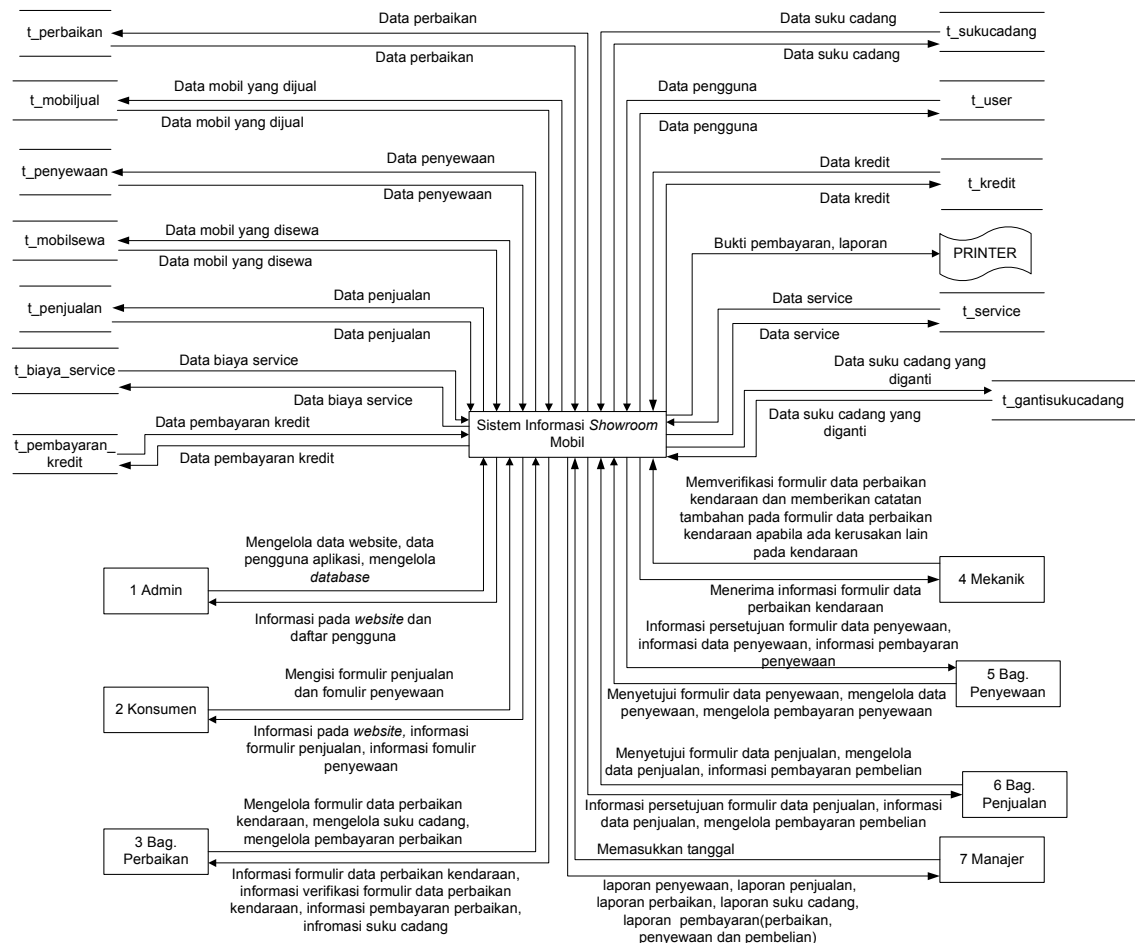 Data perbaikan
t_perbaikan
Data perbaikan
Data mobil yang dijual
t_mobiljual
Data mobil yang dijual
Data penyewaan
t_penyewaan
Data penyewaan
Data mobil yang disewa
t_mobilsewa
Data mobil yang disewa
Data penjualan
t_penjualan
Data penjualan
Data biaya service
t_biaya_service
Data biaya service
Data pembayaran kredit
t_pembayaran_
kredit
Data pembayaran kredit
Data suku cadang
t_sukucadang
Data suku cadang
Data pengguna
t_user
Data pengguna
Data kredit
t_kredit
Data kredit
Bukti pembayaran, laporan
PRINTER
Data service
t_service
Data service
Data suku cadang yang
diganti
t_gantisukucadang
Data suku cadang yang
diganti
Sistem Informasi Showroom
Mobil
Mengelola data website, data
pengguna aplikasi, mengelola
database
1 Admin
Informasi pada website dan
daftar pengguna
Mengisi formulir penjualan
dan fomulir penyewaan
2 Konsumen
Informasi pada website, informasi
formulir penjualan, informasi fomulir
penyewaan
Mengelola formulir data perbaikan
kendaraan, mengelola suku cadang,
mengelola pembayaran perbaikan
3 Bag.
Perbaikan
Informasi formulir data perbaikan kendaraan,
informasi verifikasi formulir data perbaikan
kendaraan, informasi pembayaran perbaikan,
infromasi suku cadang
Memverifikasi formulir data perbaikan
kendaraan dan memberikan catatan
tambahan pada formulir data perbaikan
kendaraan apabila ada kerusakan lain
pada kendaraan
4 Mekanik
Menerima informasi formulir data
perbaikan kendaraan
Informasi persetujuan formulir data penyewaan,
informasi data penyewaan, informasi pembayaran
penyewaan
5 Bag.
Penyewaan
Menyetujui formulir data penyewaan, mengelola data
penyewaan, mengelola pembayaran penyewaan
Menyetujui formulir data penjualan, mengelola
data penjualan, informasi pembayaran pembelian
6 Bag.
Penjualan
Informasi persetujuan formulir data penjualan, informasi
data penjualan, mengelola pembayaran pembelian
Memasukkan tanggal
7 Manajer
laporan penyewaan, laporan penjualan,
laporan perbaikan, laporan suku cadang,
laporan pembayaran(perbaikan,
penyewaan dan pembelian)